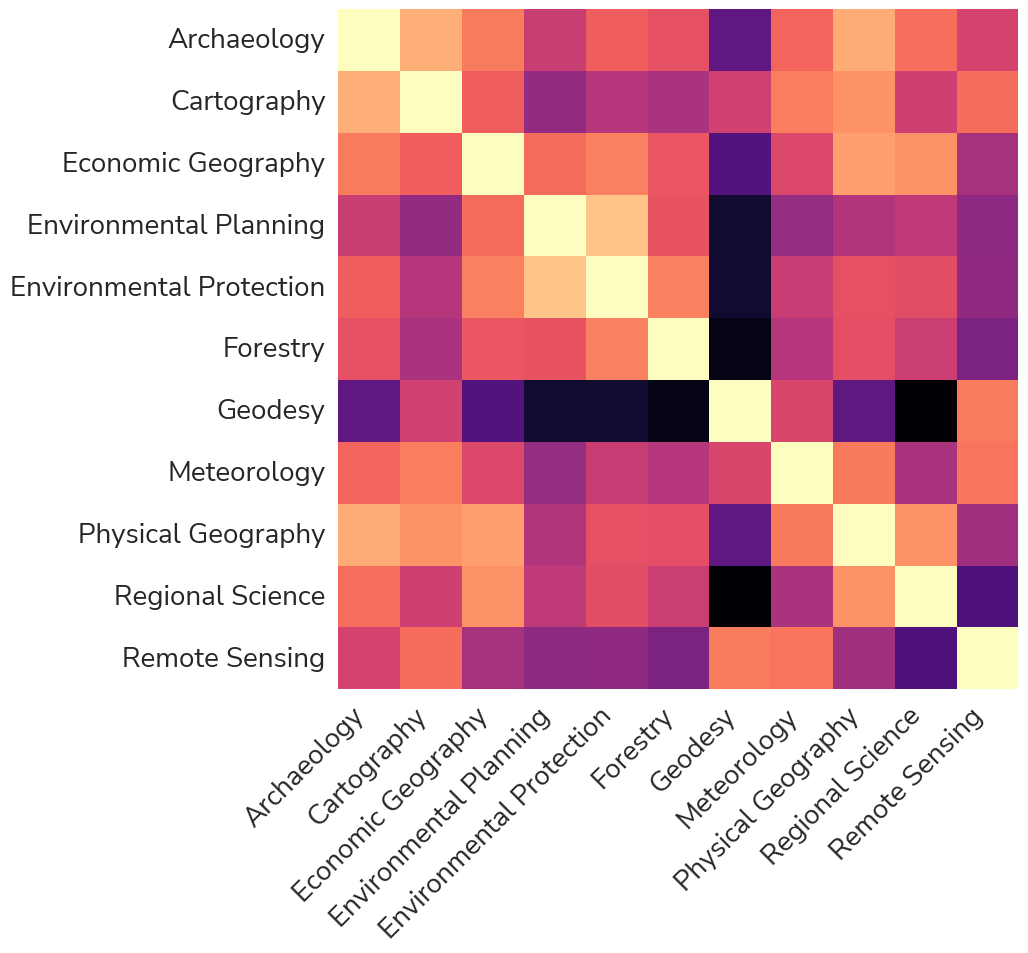 Archaeology
Cartography
Economic Geography
Environmental Planning
Environmental Protection
Forestry
Geodesy
Meteorology
Physical Geography
Regional Science
Remote Sensing
Archaeology
Cartography
Economic Geography
Environmental Planning
Environmental Protection
Forestry
Geodesy
Meteorology
Physical Geography
Regional Science
Remote Sensing